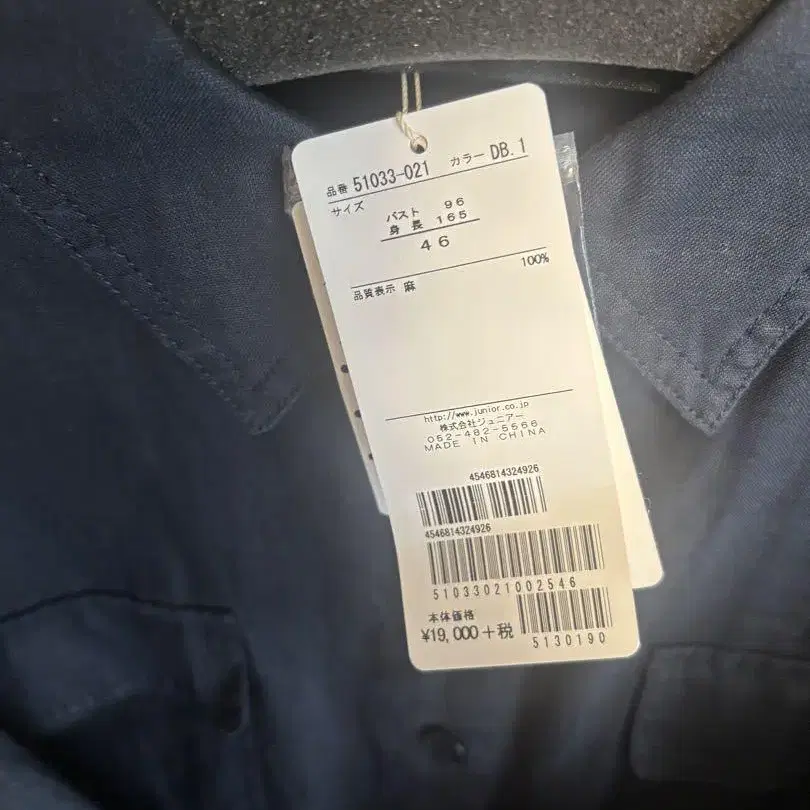 品番 51033-021 カラー DB.1
サイズ
バスト 96
身長 165
46
100%
品質表示 麻
http://www.junior.co.jp
株式会社ジュニアー
052-482-5566
MADE IN CHINA
4546814324926
4546814324926
51033021002546
本体価格
¥19,000+税
5130190